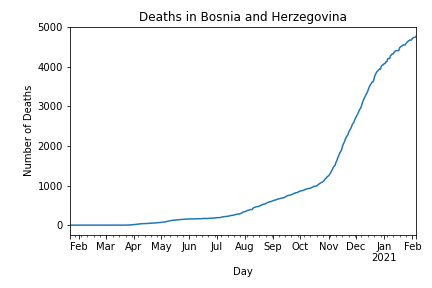 Deaths in Bosnia and Herzegovina
Number of Deaths
5000
4000
3000
2000
1000
0
Feb Mar Apr May Jun Jul Aug Sep Oct Nov Dec Jan Feb
2021
Day